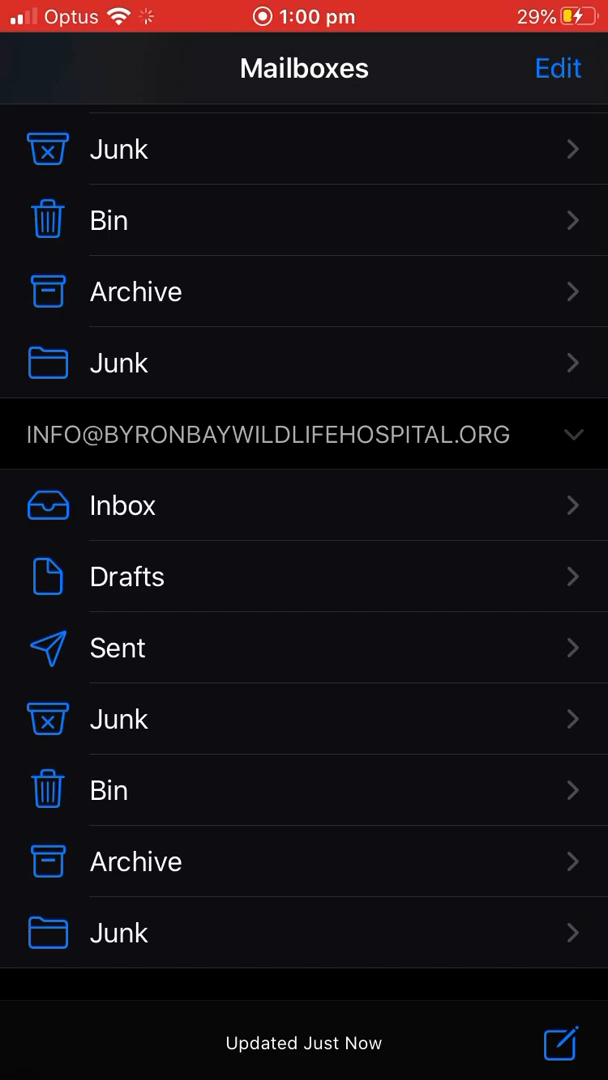 Optus 1:00 pm 29%
Mailboxes Edit
Junk
Bin
Archive
Junk
INFO@BYRONBAYWILDLIFEHOSPITAL.ORG
Inbox
Drafts
Sent
Junk
Bin
Archive
Junk
Updated Just Now